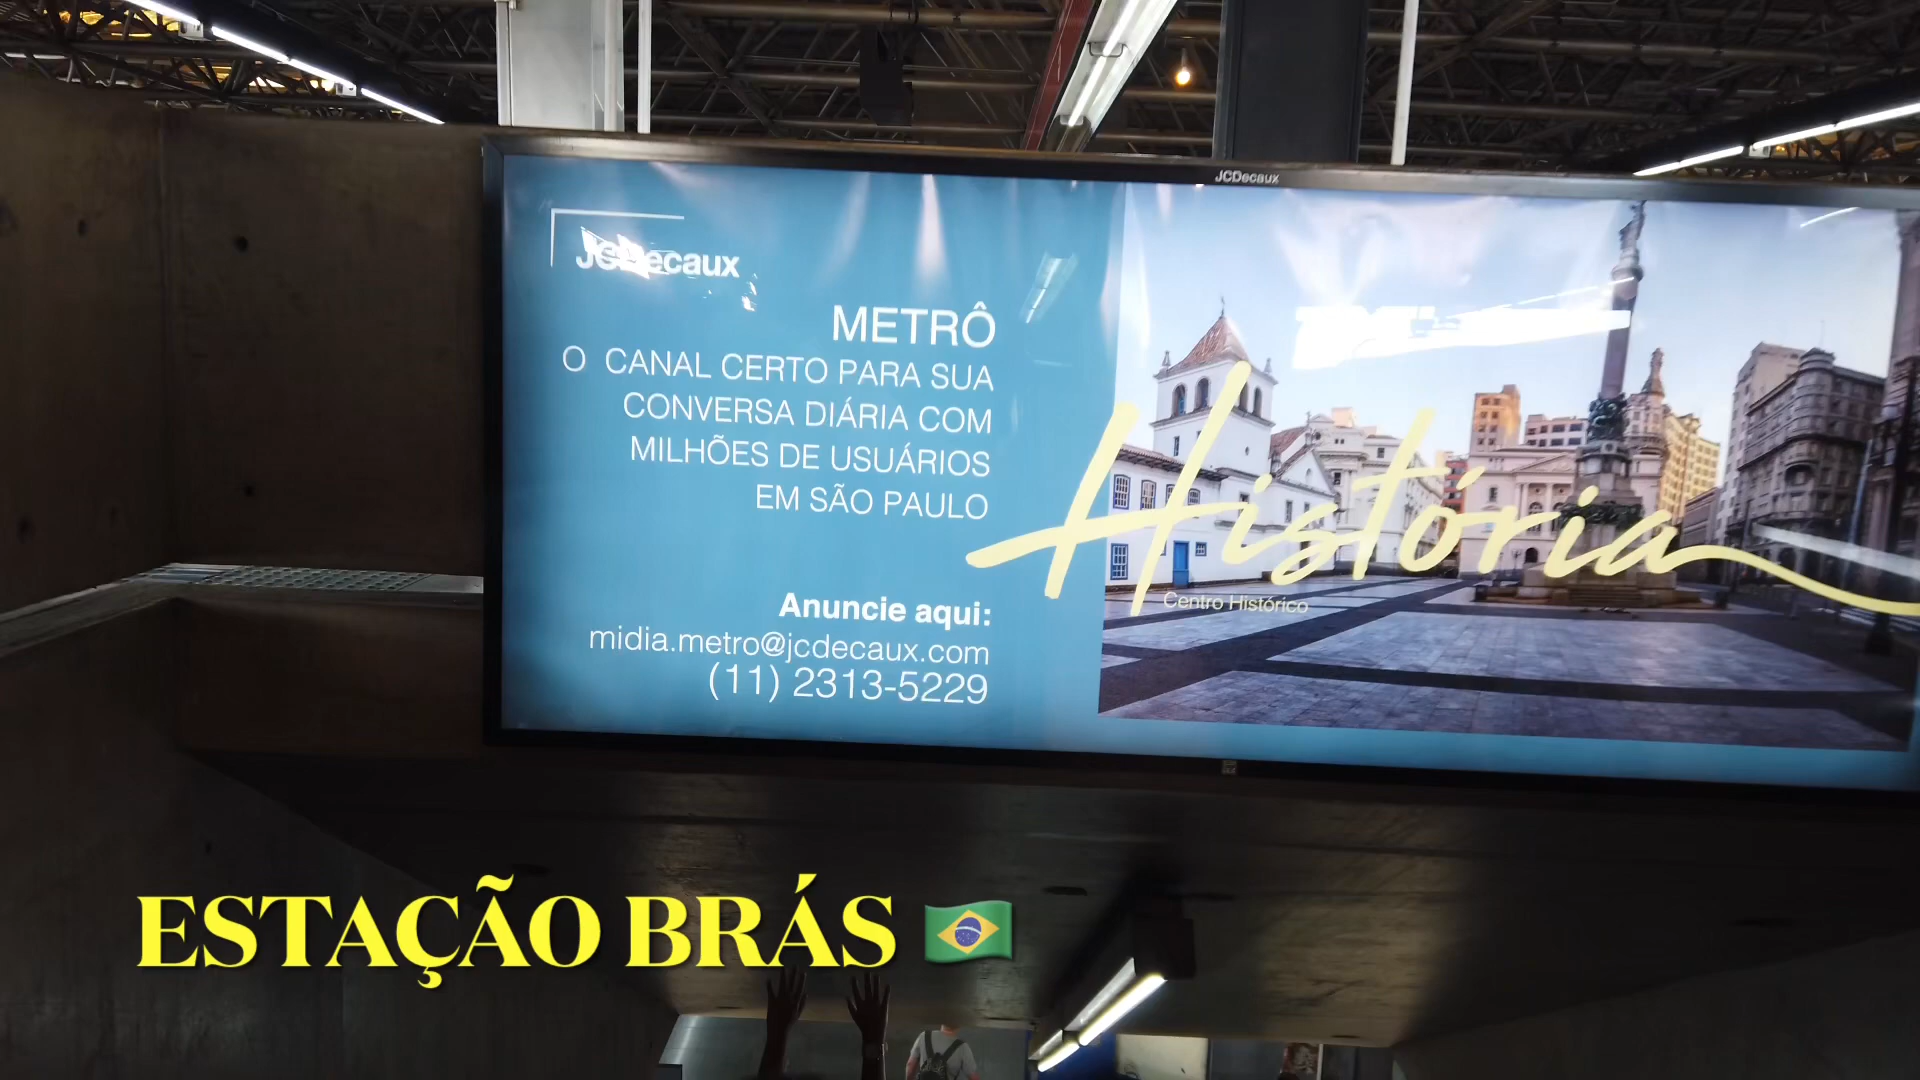 JCDecaux
JCDecaux
METRÔ
O CANAL CERTO PARA SUA
CONVERSA DIÁRIA COM
MILHÕES DE USUÁRIOS
EM SÃO PAULO
História
Centro Histórico
Anuncie aqui:
midia.metro@jcdecaux.com
(11) 2313-5229
ESTAÇÃO BRÁS 🇧🇷